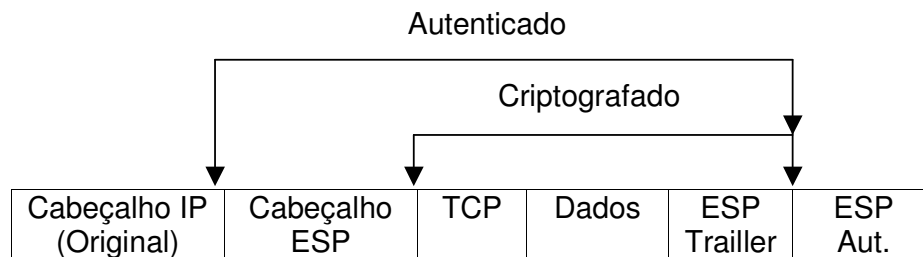 Autenticado
Criptografado
Cabeçalho IP
(Original)
Cabeçalho
ESP
TCP
Dados
ESP
Trailler
ESP
Aut.